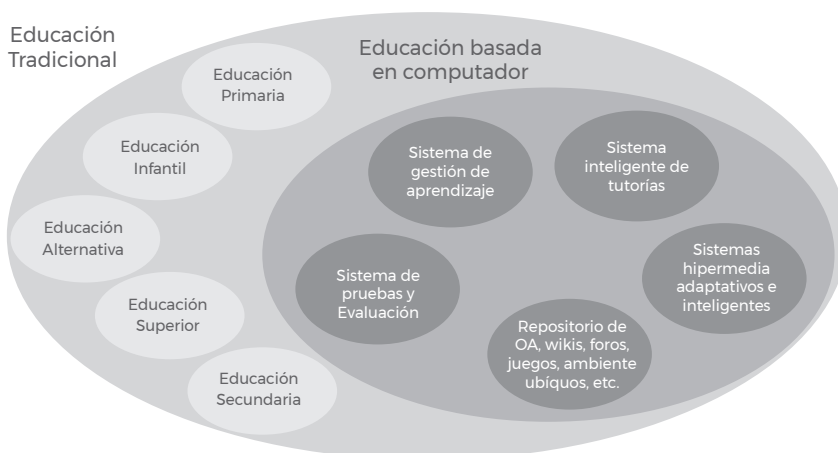 Educación
Tradicional
Educación
Primaria
Educación
Infantil
Educación
Alternativa
Educación
Superior
Educación
Secundaria
Educación basada
en computador
Sistema de
gestión de
aprendizaje
Sistema
inteligente de
tutorías
Sistema de
pruebas y
Evaluación
Sistemas
hipermedia
adaptativos e
inteligentes
Repositorio de
OA, wikis, foros,
juegos, ambiente
ubíquos, etc.